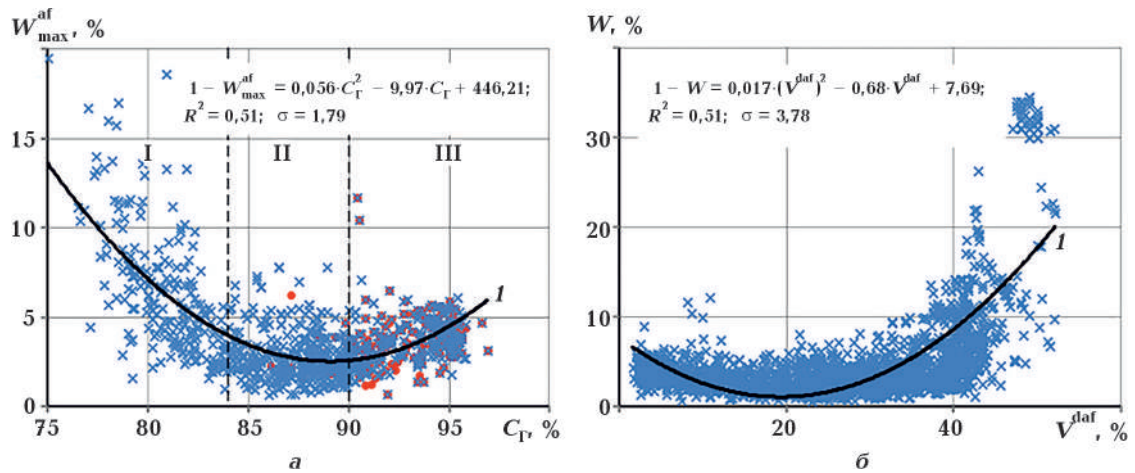 W^af_max, %
1 – W^af_max = 0,056·C_Г^2 – 9,97·C_Г + 446,21;
R^2 = 0,51; σ = 1,79
15
I
II
III
10
5
1
0
75
80
85
90
95
C_Г, %
а
W, %
1 – W = 0,017·(V^daf)^2 – 0,68·V^daf + 7,69;
R^2 = 0,51; σ = 3,78
30
20
1
10
0
20
40
V^daf, %
б